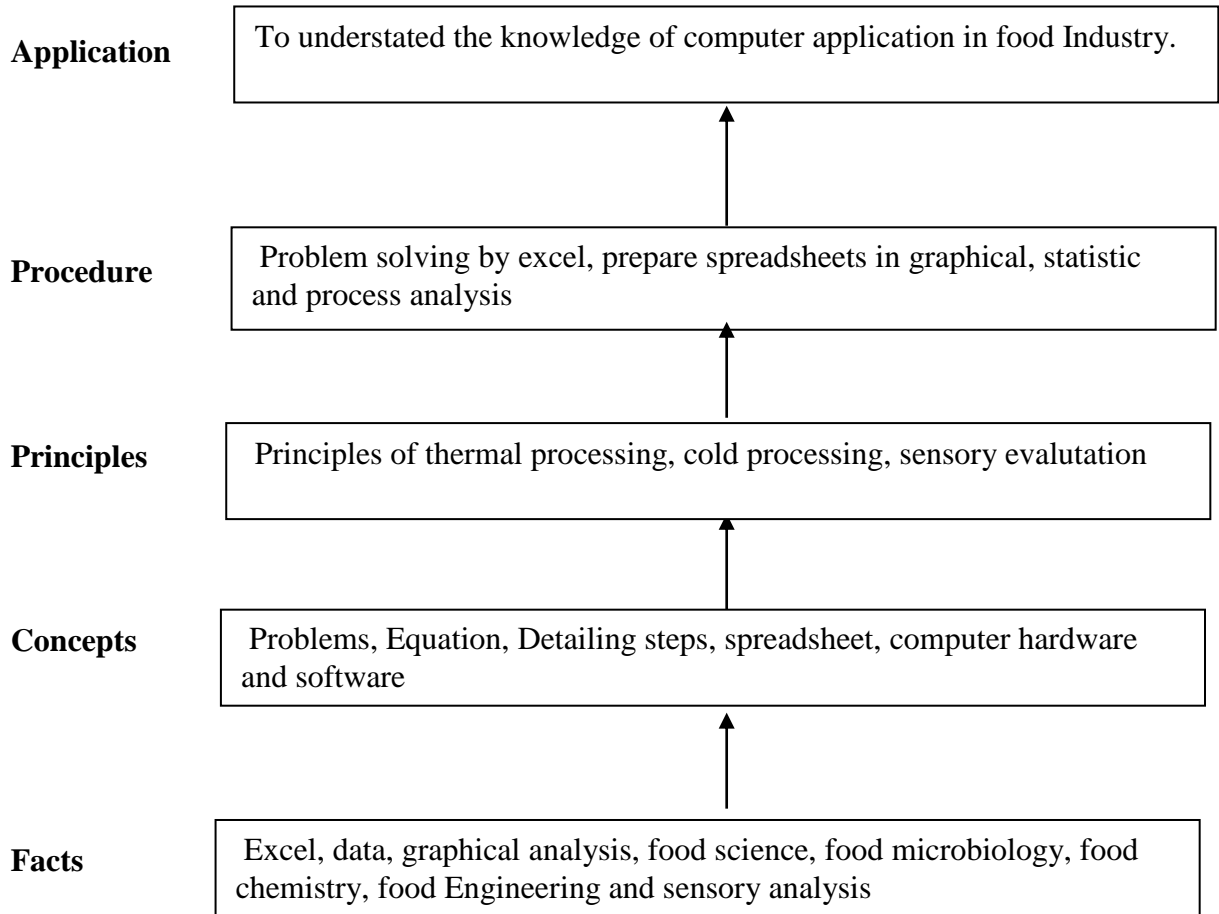 Application
To understated the knowledge of computer application in food Industry.
Procedure
Problem solving by excel, prepare spreadsheets in graphical, statistic
and process analysis
Principles
Principles of thermal processing, cold processing, sensory evalutation
Concepts
Problems, Equation, Detailing steps, spreadsheet, computer hardware
and software
Facts
Excel, data, graphical analysis, food science, food microbiology, food
chemistry, food Engineering and sensory analysis